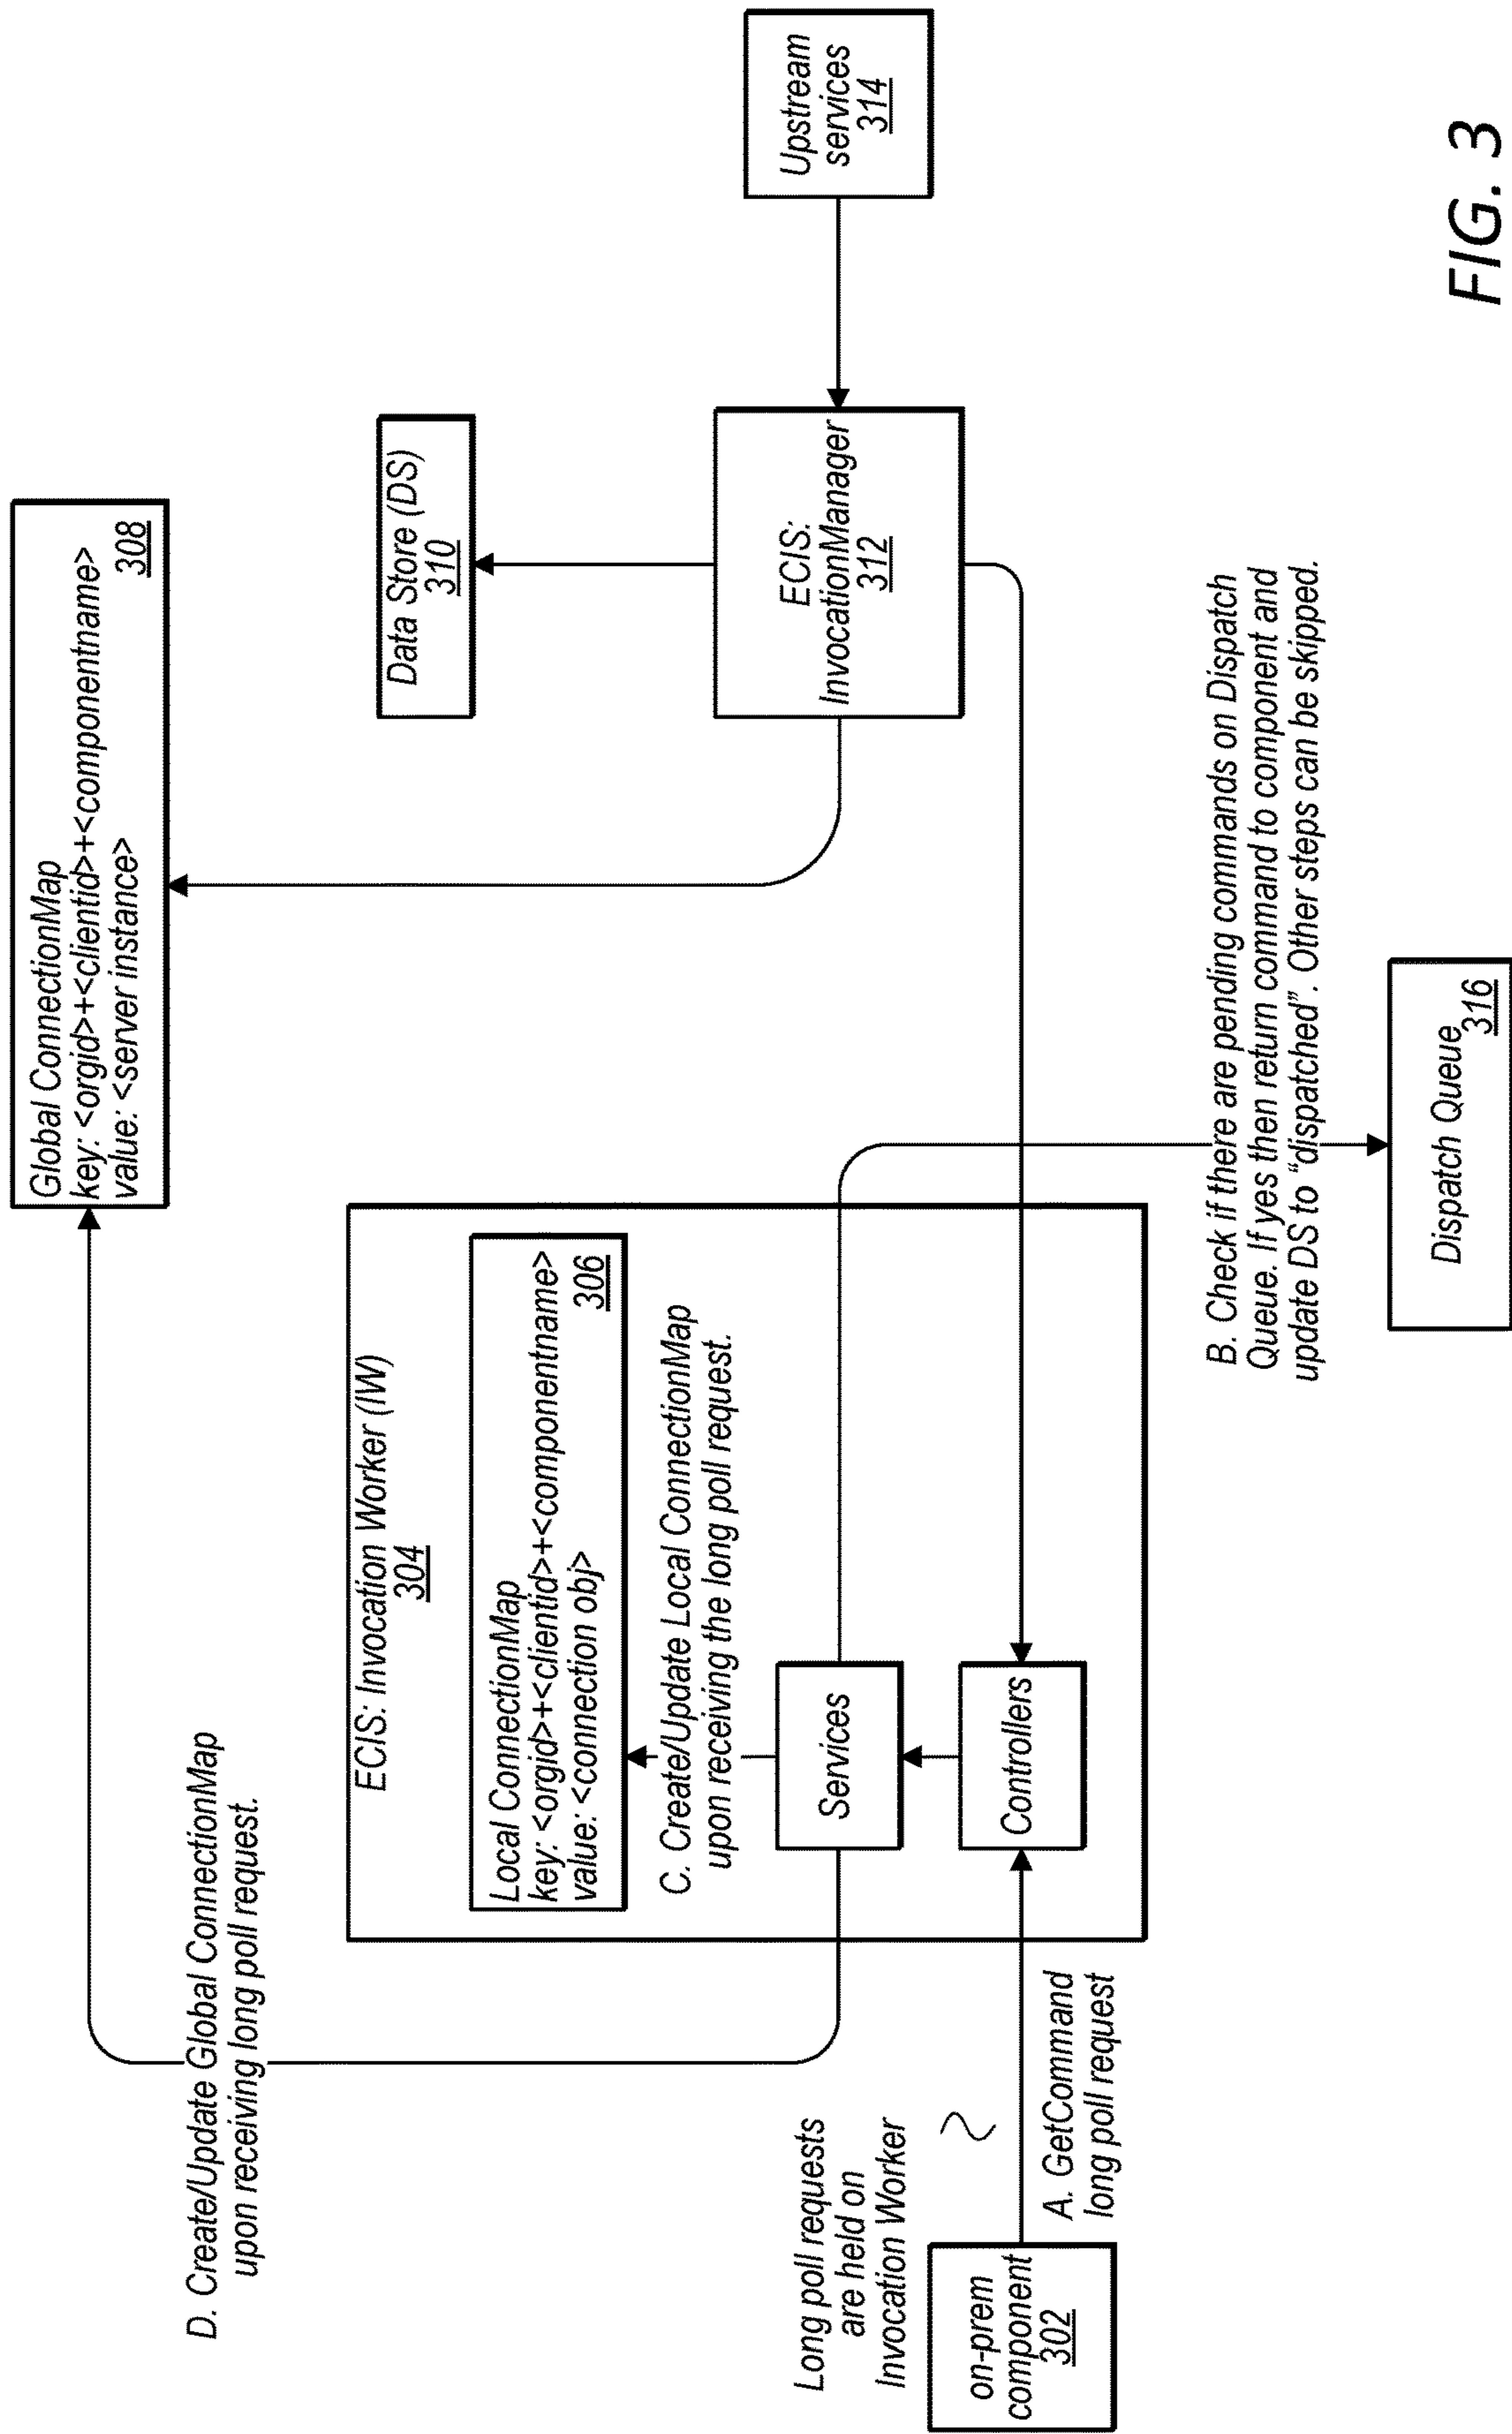 D. Create/Update Global ConnectionMap
upon receiving long poll request.
Global ConnectionMap
key: <orgid>+<clientid>+<componentname>
value: <server instance>
308
ECIS: Invocation Worker (IW)
304
Local ConnectionMap
key: <orgid>+<clientid>+<componentname>
value: <connection obj>
306
C. Create/Update Local ConnectionMap
upon receiving the long poll request.
Services
Controllers
Data Store (DS)
310
ECIS:
InvocationManager
312
Upstream
services
314
Long poll requests
are held on
Invocation Worker
on-prem
component
302
A. GetCommand
long poll request
B. Check if there are pending commands on Dispatch
Queue. If yes then return command to component and
update DS to “dispatched”. Other steps can be skipped.
Dispatch Queue
316
FIG. 3